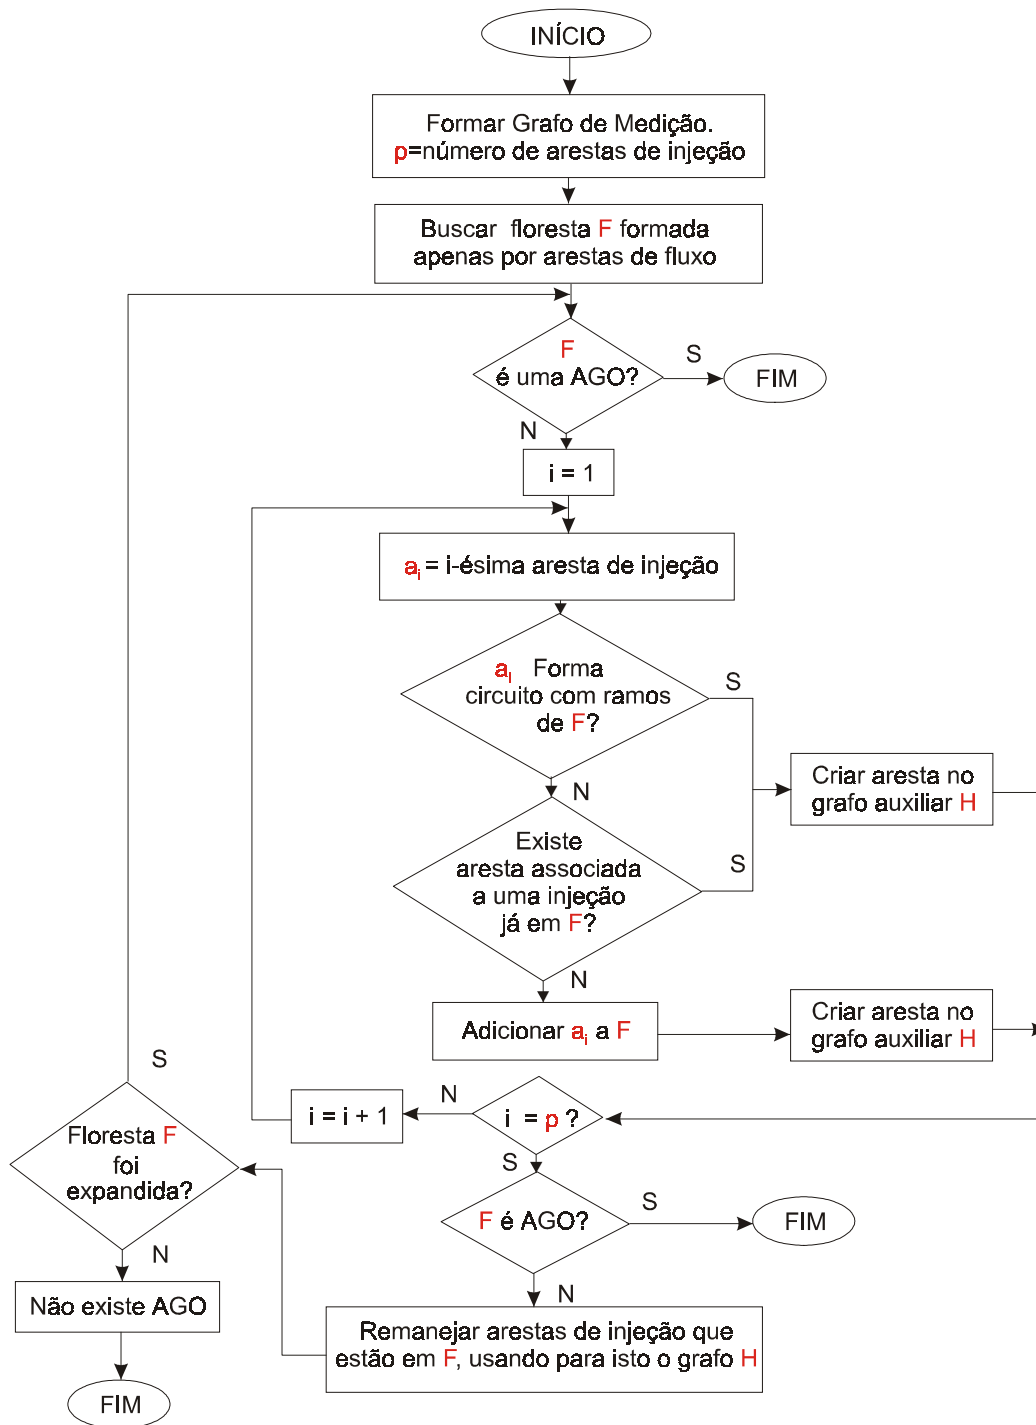 INÍCIO
Formar Grafo de Medição.
p=número de arestas de injeção
Buscar floresta F formada
apenas por arestas de fluxo
F
é uma AGO?
S
FIM
N
i = 1
ai = i-ésima aresta de injeção
ai Forma
circuito com ramos
de F?
S
N
Criar aresta no
grafo auxiliar H
Existe
aresta associada
a uma injeção
já em F?
S
N
Adicionar ai a F
Criar aresta no
grafo auxiliar H
S
i = i + 1
N
i = p ?
Floresta F
foi
expandida?
S
F é AGO?
S
FIM
N
N
Não existe AGO
Remanejar arestas de injeção que
estão em F, usando para isto o grafo H
FIM